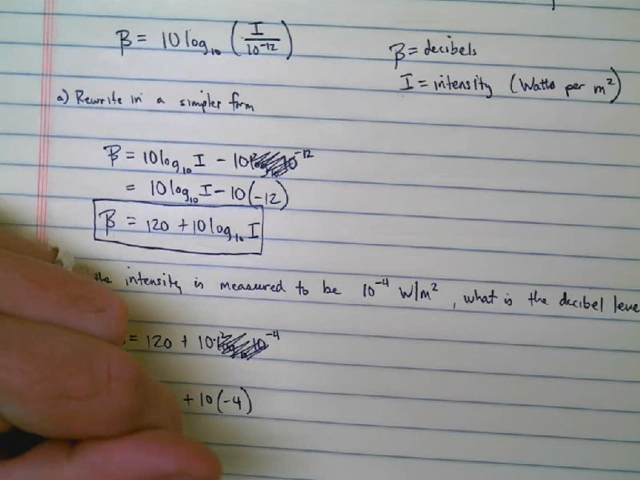 β = 10 log₁₀ (I / 10⁻¹²)
β = decibels
I = intensity (Watts per m²)
a) Rewrite in a simpler form
β = 10 log₁₀ I - 10 log₁₀ 10⁻¹²
= 10 log₁₀ I - 10(-12)
β = 120 + 10 log₁₀ I
the intensity is measured to be 10⁻⁴ W/m², what is the decibel leve
= 120 + 10 log₁₀ 10⁻⁴
+ 10(-4)